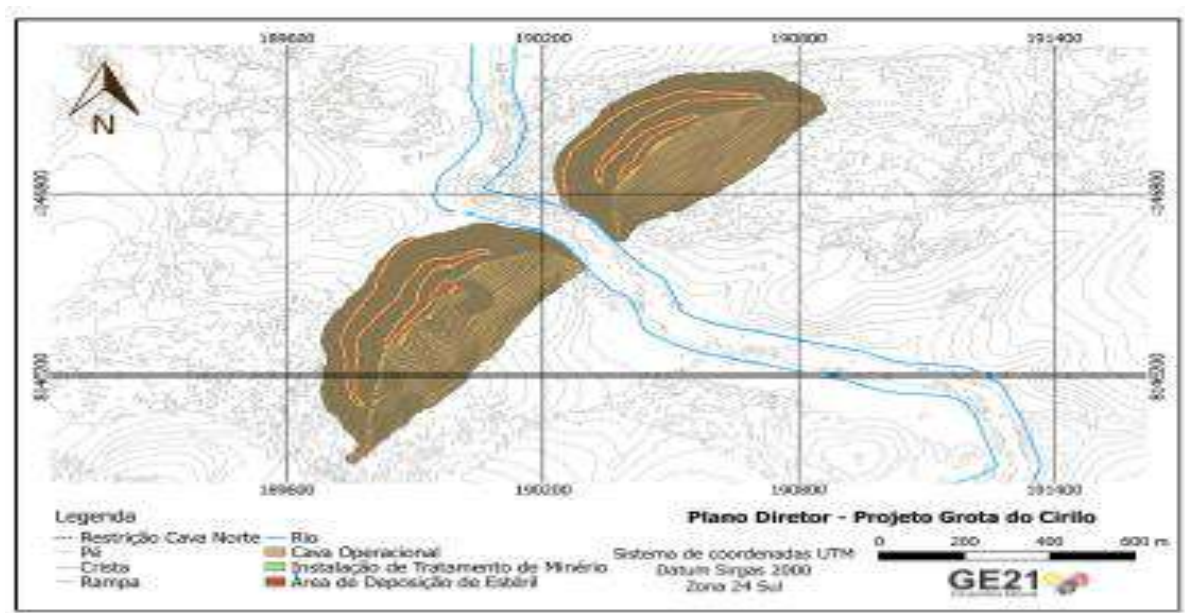 189600 190200 190800 191400
N
189600 190200 190800 191400
Legenda
Restrição Cava Norte
Pé
Crista
Rampa
Rio
Cava Operacional
Instalação de Tratamento de Minério
Área de Deposição de Estéril
Plano Diretor - Projeto Grota do Cirilo
Sistema de coordenadas UTM
Datum Sirgas 2000
Zona 24 Sul
0 200 400 600 m
GE21